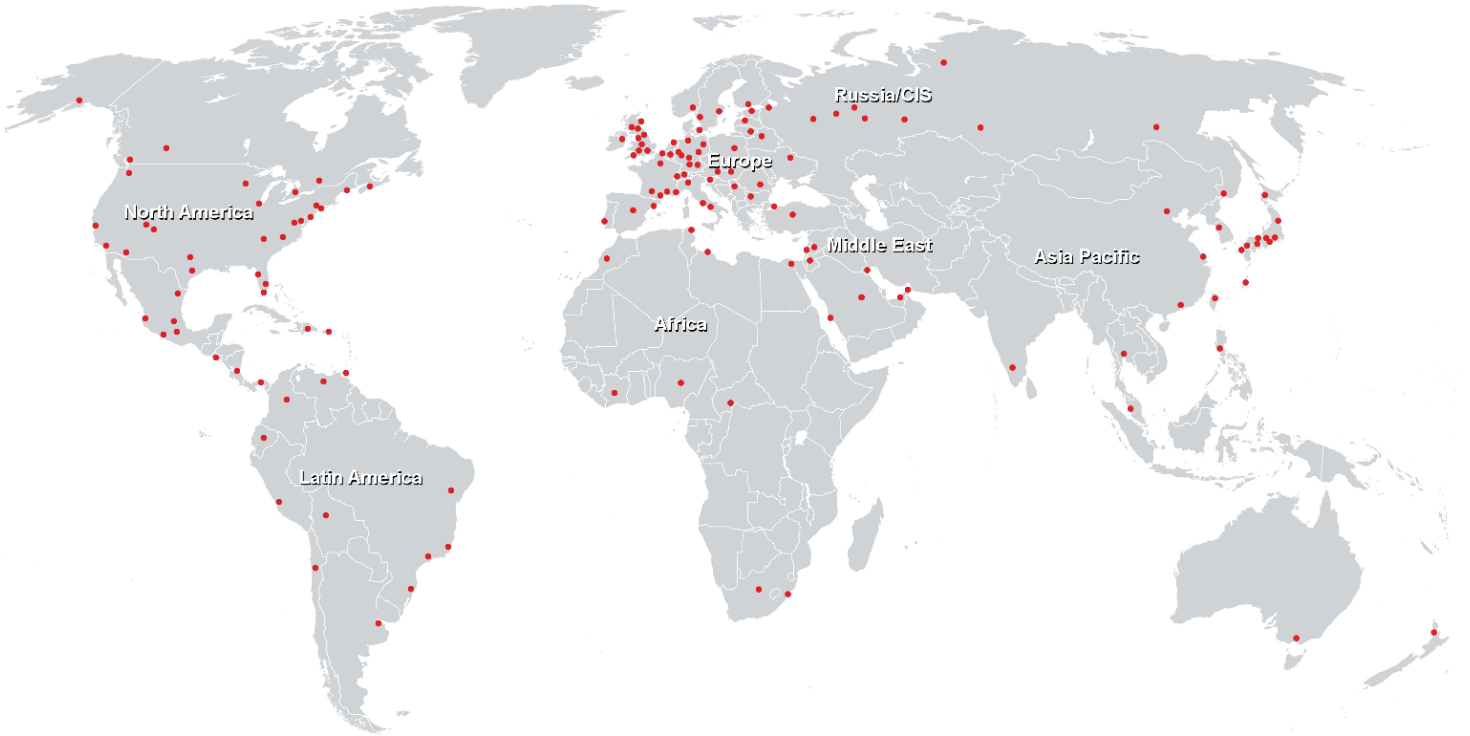 Russia/CIS
Europe
North America
Middle East
Asia Pacific
Africa
Latin America